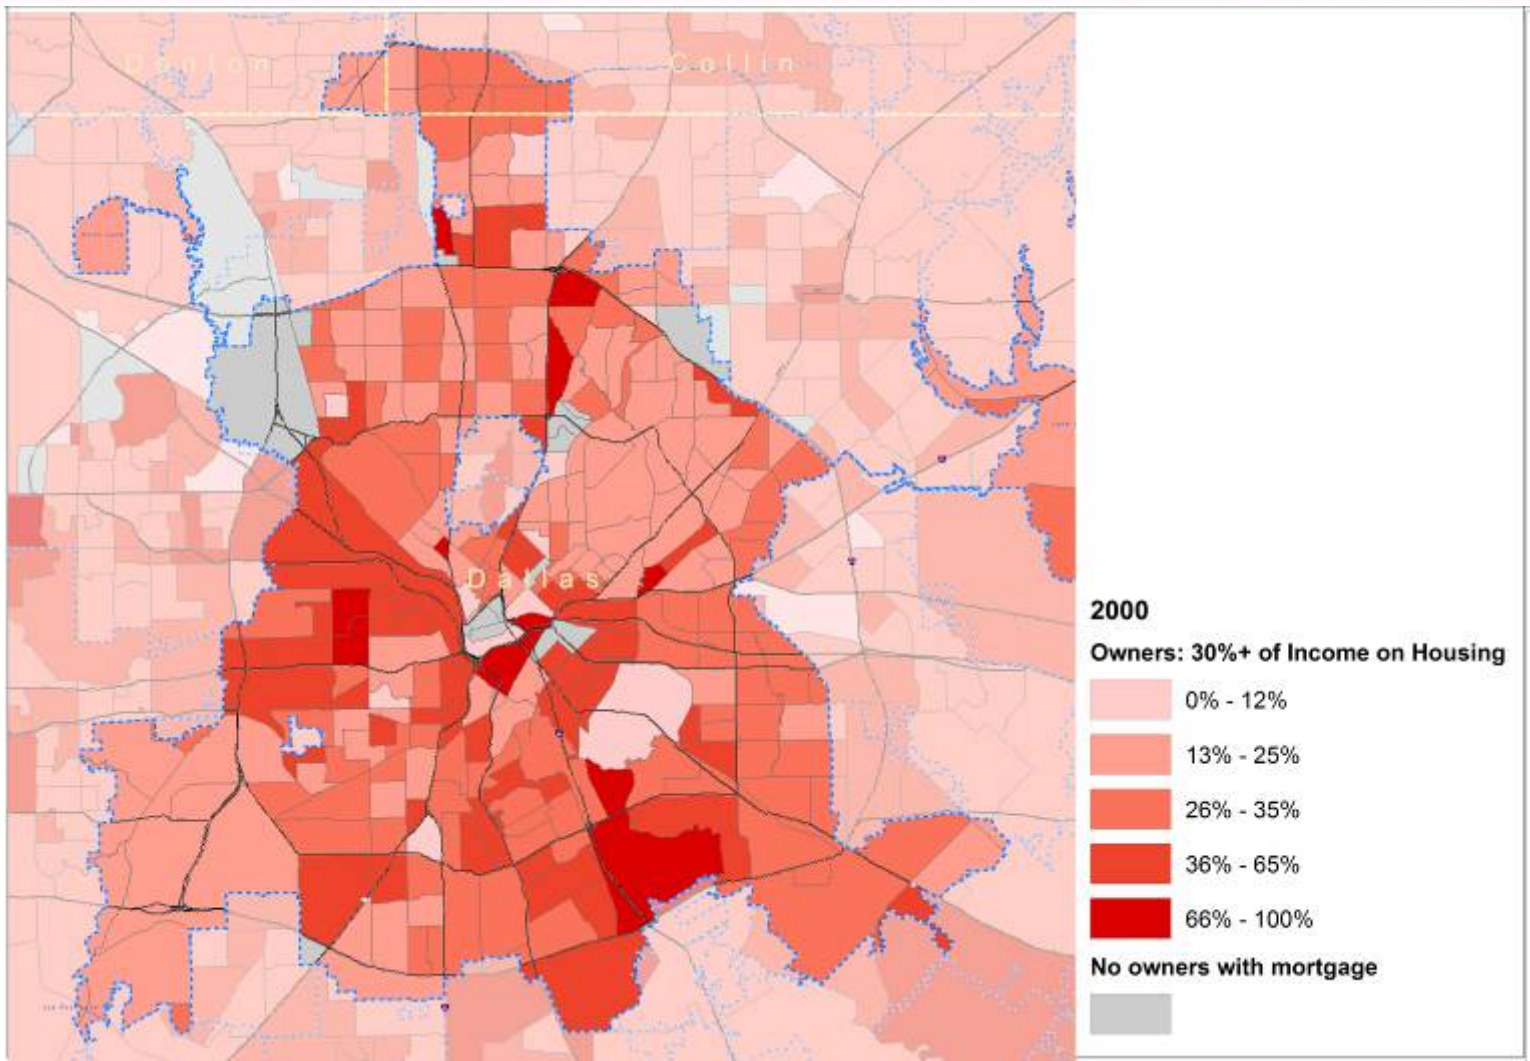 Denton
Collin
Dallas
2000
Owners: 30%+ of Income on Housing
0% - 12%
13% - 25%
26% - 35%
36% - 65%
66% - 100%
No owners with mortgage